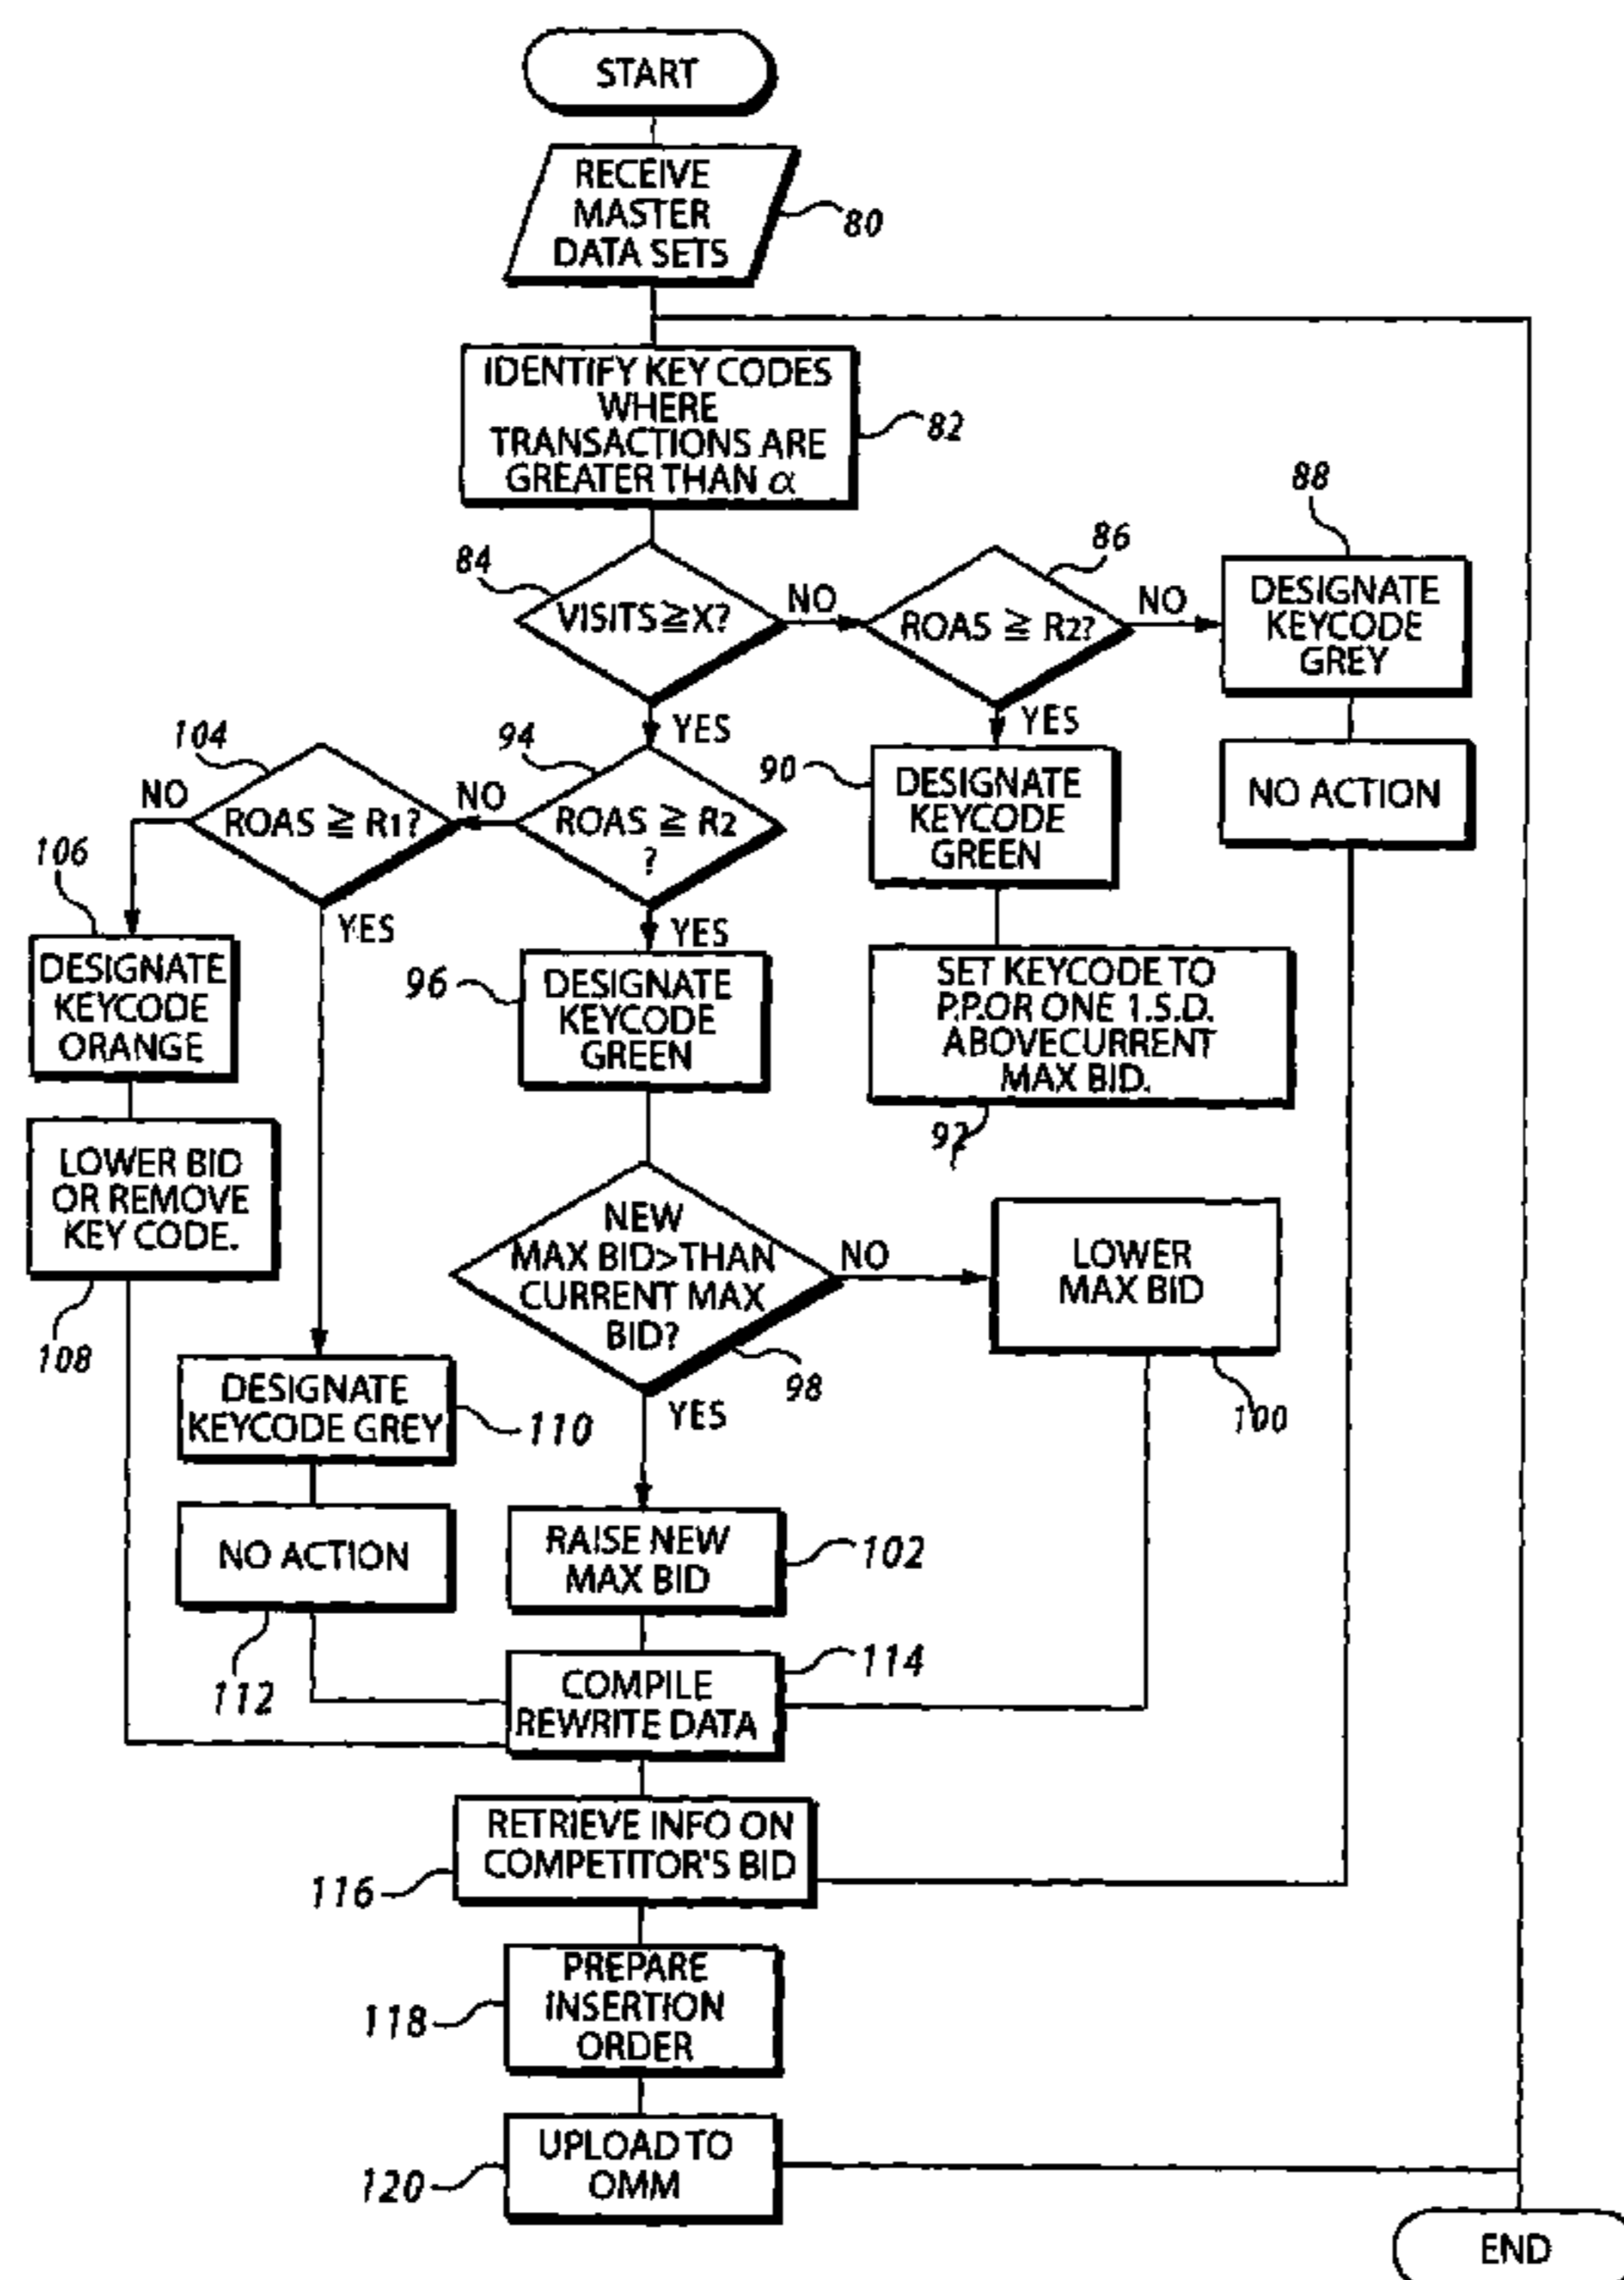 START
RECEIVE
MASTER
DATA SETS
80
IDENTIFY KEY CODES
WHERE
TRANSACTIONS ARE
GREATER THAN α
82
84
VISITS≧X?
NO
86
ROAS ≧ R2?
NO
88
DESIGNATE
KEYCODE
GREY
NO ACTION
YES
YES
90
DESIGNATE
KEYCODE
GREEN
SET KEYCODE TO
P.P.OR ONE 1.S.D.
ABOVECURRENT
MAX BID.
92
94
ROAS ≧ R2
?
NO
104
ROAS ≧ R1?
NO
YES
YES
106
DESIGNATE
KEYCODE
ORANGE
LOWER BID
OR REMOVE
KEY CODE.
108
96
DESIGNATE
KEYCODE
GREEN
NEW
MAX BID>THAN
CURRENT MAX
BID?
98
NO
LOWER
MAX BID
100
YES
DESIGNATE
KEYCODE GREY
110
NO ACTION
112
RAISE NEW
MAX BID
102
COMPILE
REWRITE DATA
114
RETRIEVE INFO ON
COMPETITOR'S BID
116
PREPARE
INSERTION
ORDER
118
UPLOAD TO
OMM
120
END